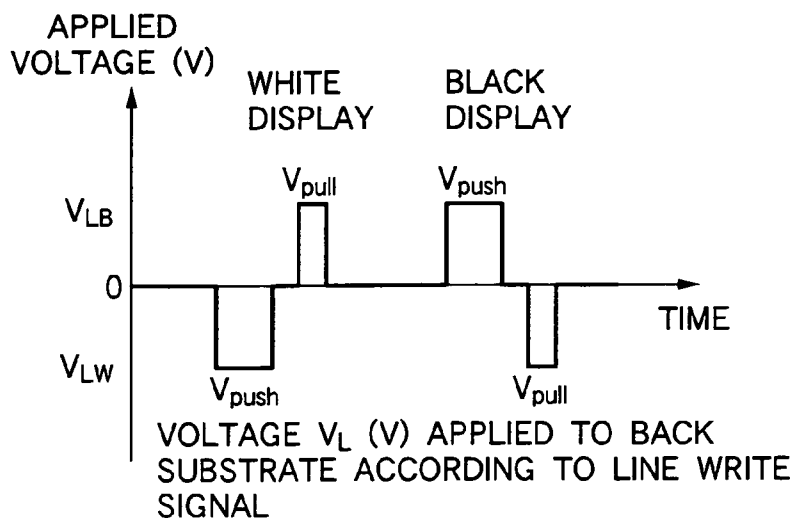 APPLIED
VOLTAGE (V)
WHITE
DISPLAY
BLACK
DISPLAY
Vpull
Vpush
VLB
0
TIME
VLW
Vpush
Vpull
VOLTAGE VL (V) APPLIED TO BACK
SUBSTRATE ACCORDING TO LINE WRITE
SIGNAL